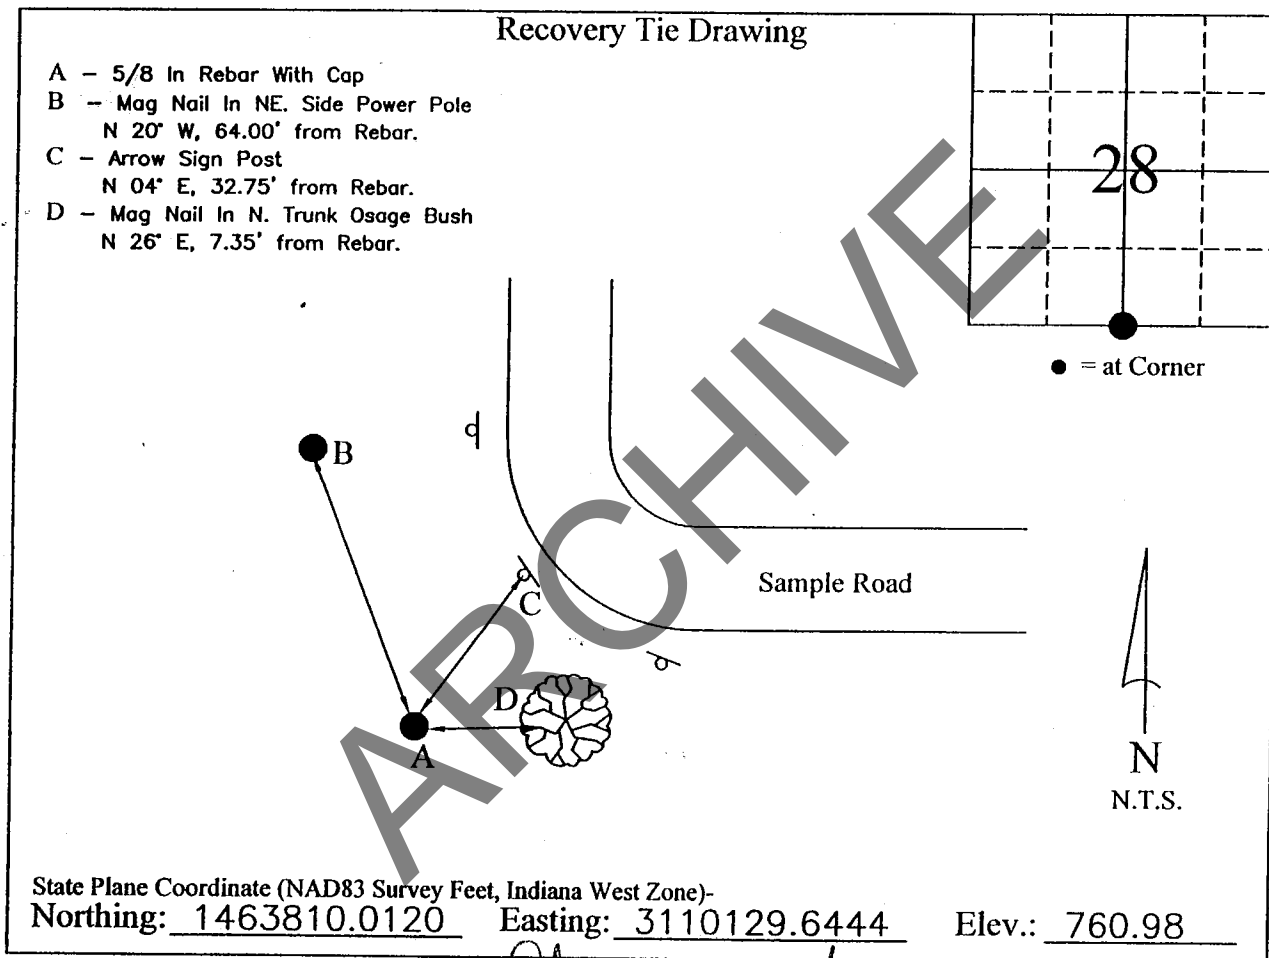 Recovery Tie Drawing
A – 5/8 In Rebar With Cap
B – Mag Nail In NE. Side Power Pole
N 20° W, 64.00' from Rebar.
C – Arrow Sign Post
N 04° E, 32.75' from Rebar.
D – Mag Nail In N. Trunk Osage Bush
N 26° E, 7.35' from Rebar.
28
● = at Corner
B
C
Sample Road
D
A
N
N.T.S.
ARCHIVE
State Plane Coordinate (NAD83 Survey Feet, Indiana West Zone)-
Northing: 1463810.0120 Easting: 3110129.6444 Elev.: 760.98